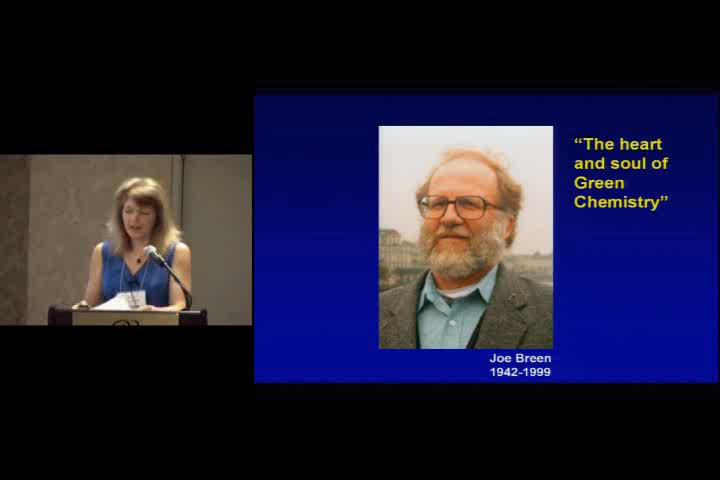 “The heart
and soul of
Green
Chemistry”
Joe Breen
1942-1999